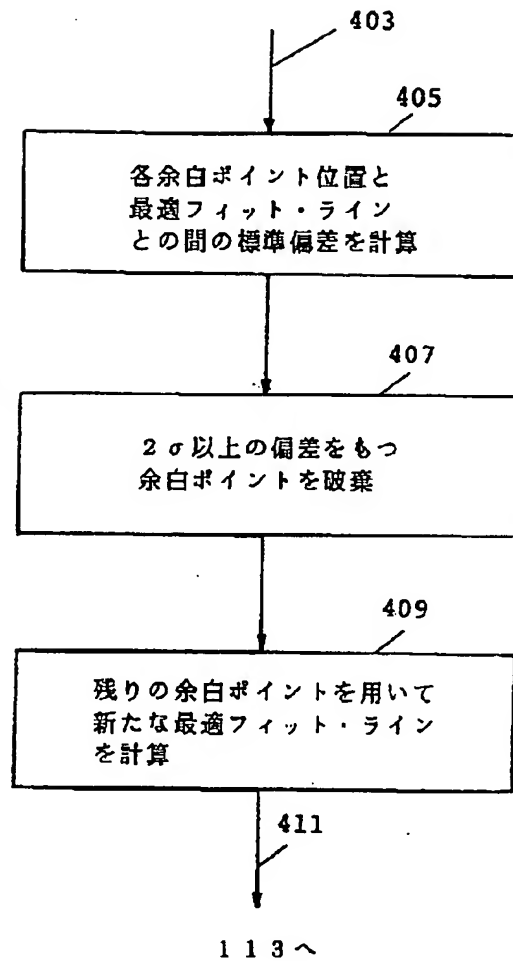 403
405
各余白ポイント位置と
最適フィット・ライン
との間の標準偏差を計算
407
2σ以上の偏差をもつ
余白ポイントを破棄
409
残りの余白ポイントを用いて
新たな最適フィット・ライン
を計算
411
113へ